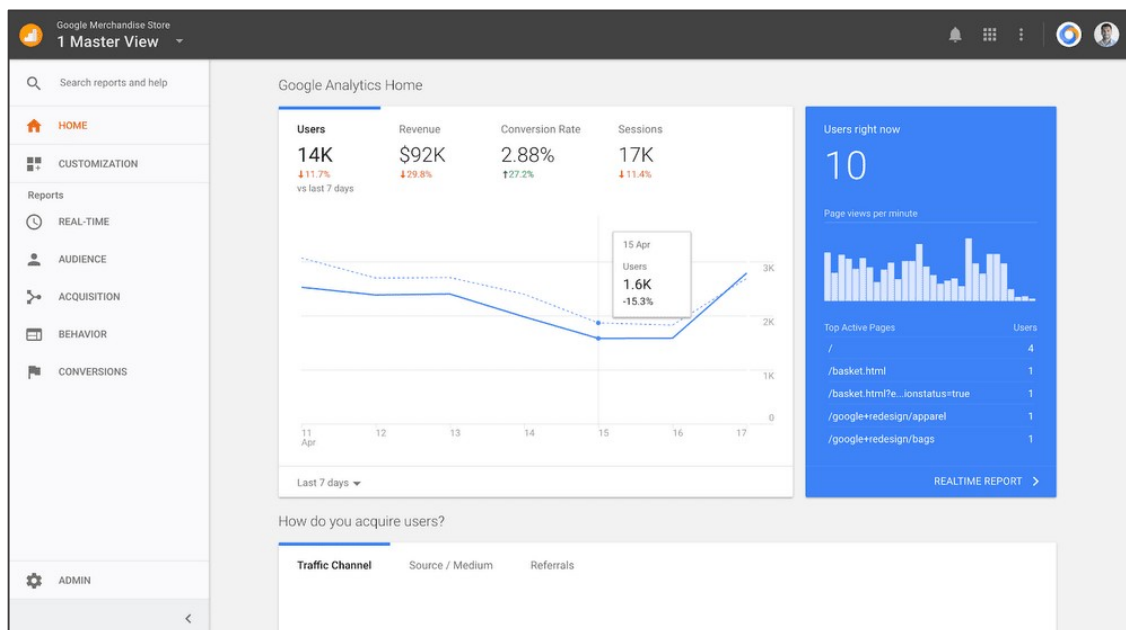 Google Merchandise Store
1 Master View
Search reports and help
HOME
CUSTOMIZATION
Reports
REAL-TIME
AUDIENCE
ACQUISITION
BEHAVIOR
CONVERSIONS
ADMIN
Google Analytics Home
Users Revenue Conversion Rate Sessions
14K $92K 2.88% 17K
↓11.7% ↓29.8% ↑27.2% ↓11.4%
vs last 7 days
15 Apr
Users
1.6K
-15.3%
3K
2K
1K
0
11 12 13 14 15 16 17
Apr
Last 7 days
Users right now
10
Page views per minute
Top Active Pages Users
/ 4
/basket.html 1
/basket.html?e...ionstatus=true 1
/google+redesign/apparel 1
/google+redesign/bags 1
REALTIME REPORT
How do you acquire users?
Traffic Channel Source / Medium Referrals